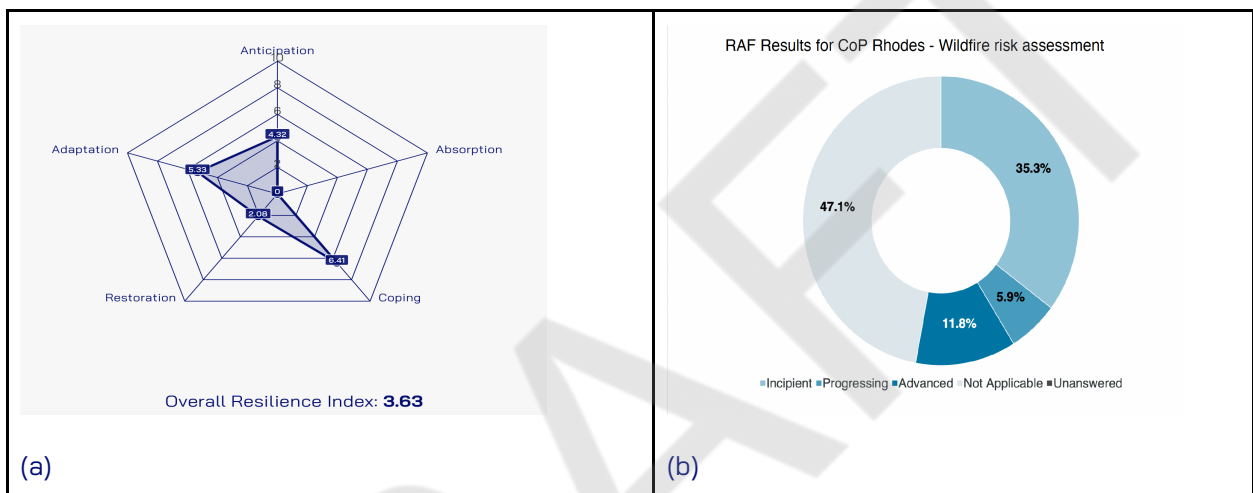 Anticipation
10
8
6
4.32
2
Adaptation
Absorption
5.33
0
2.08
6.41
Restoration
Coping
Overall Resilience Index: 3.63
(a)
RAF Results for CoP Rhodes - Wildfire risk assessment
35.3%
47.1%
5.9%
11.8%
Incipient Progressing Advanced Not Applicable Unanswered
(b)